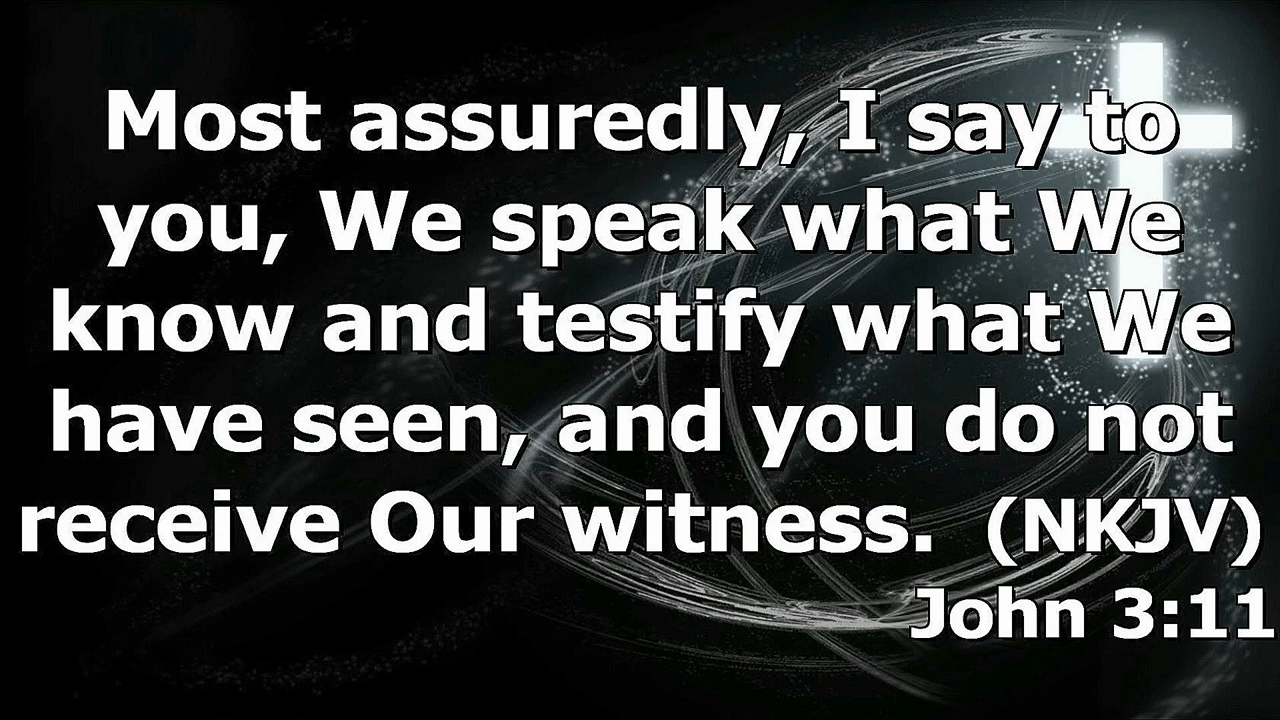 Most assuredly, I say to
you, We speak what We
know and testify what We
have seen, and you do not
receive Our witness. (NKJV)
John 3:11